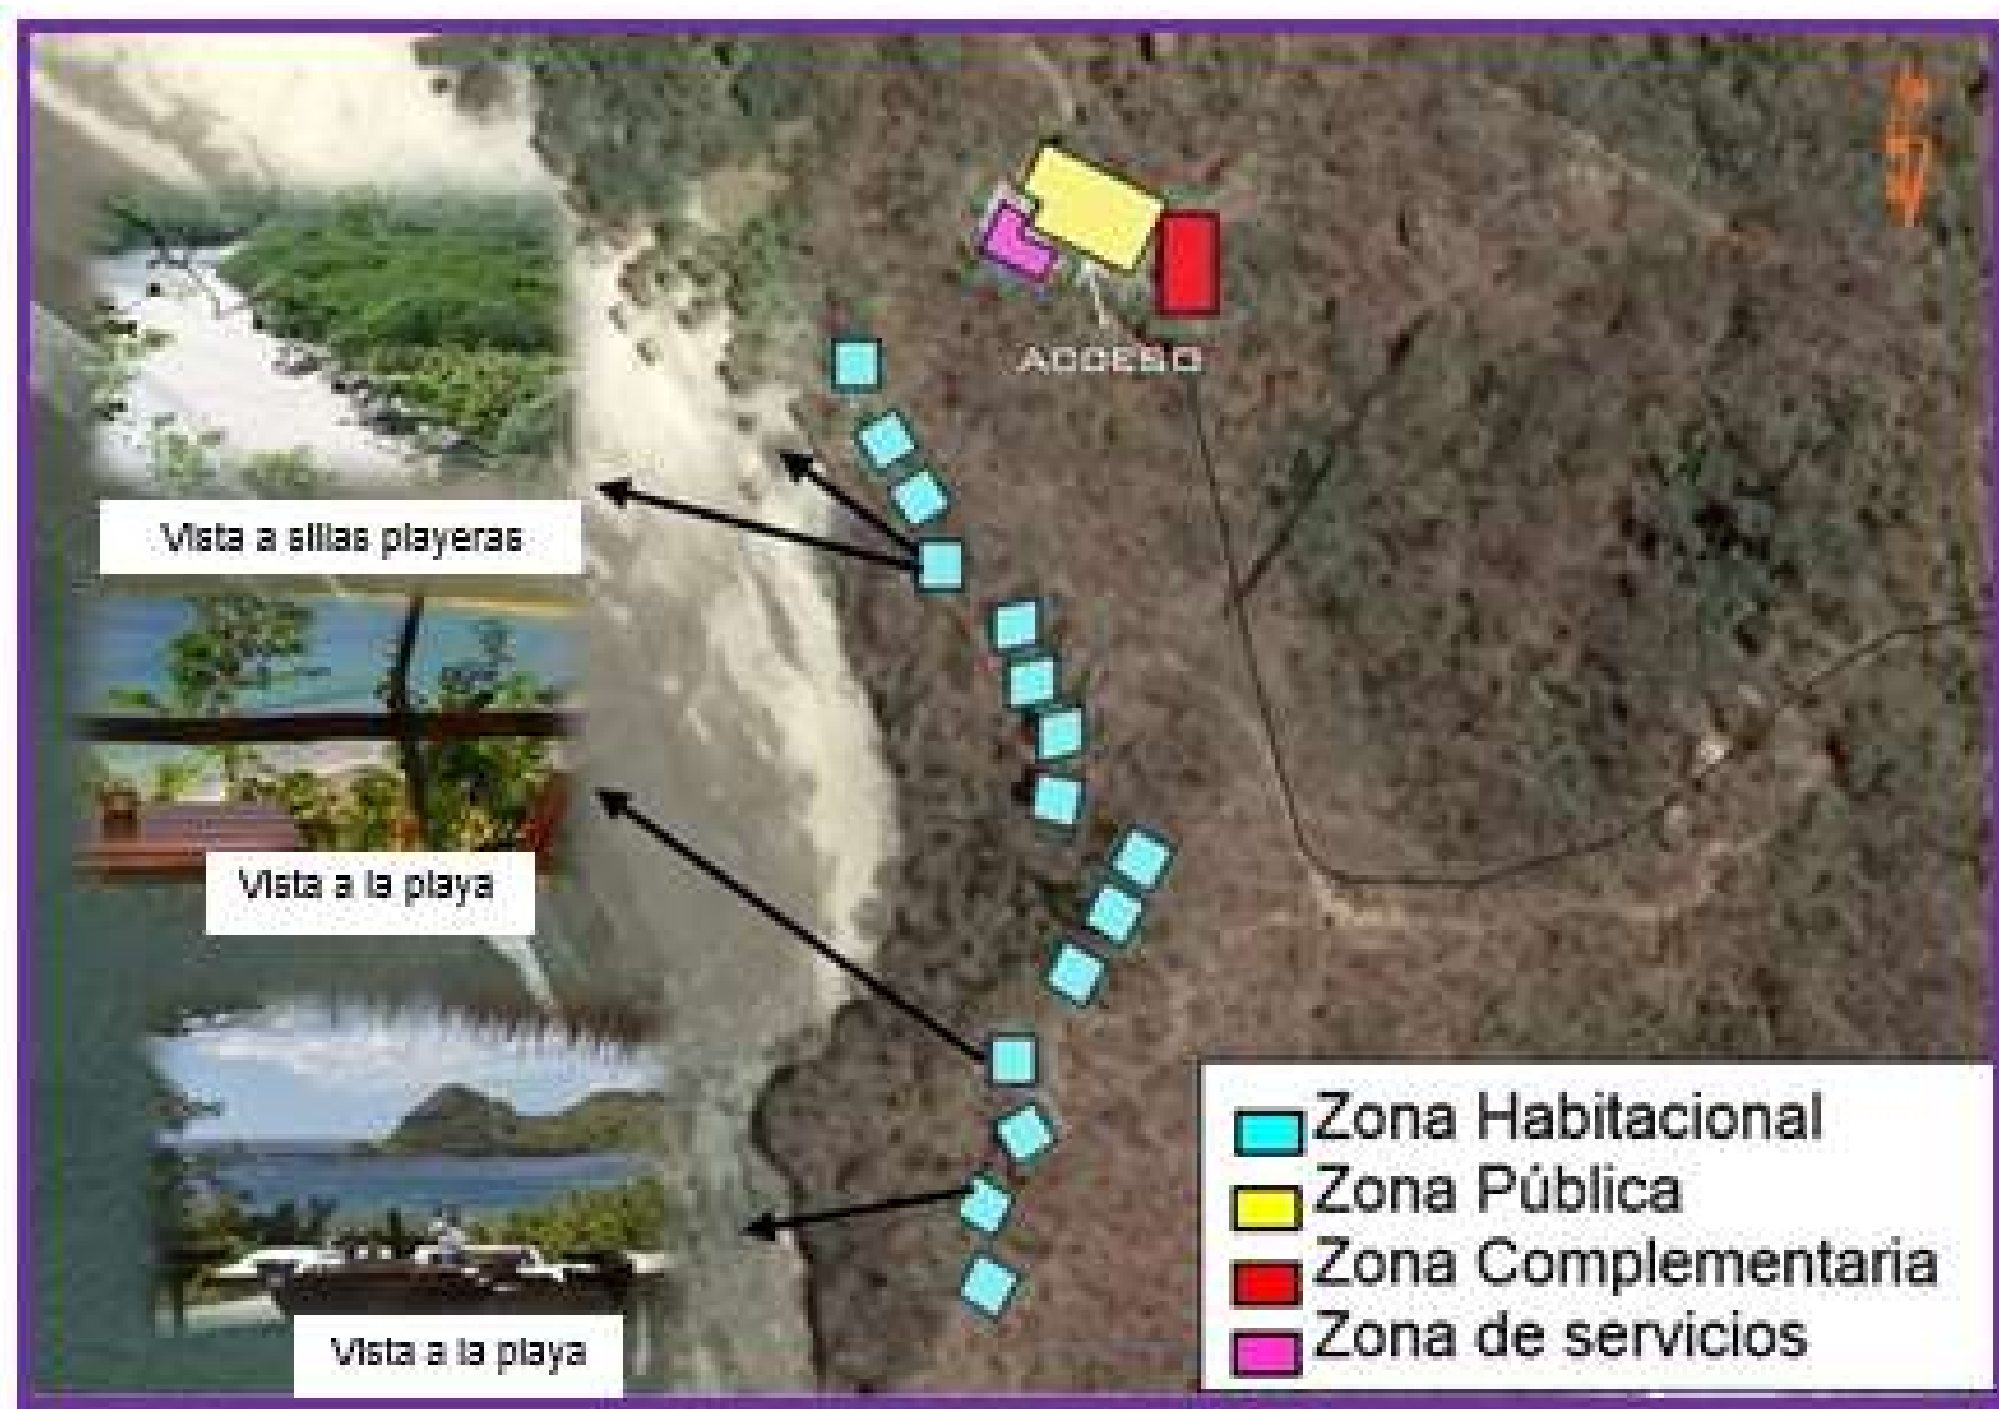 ACCESO
Vista a sillas playeras
Vista a la playa
Vista a la playa
Zona Habitacional
Zona Pública
Zona Complementaria
Zona de servicios